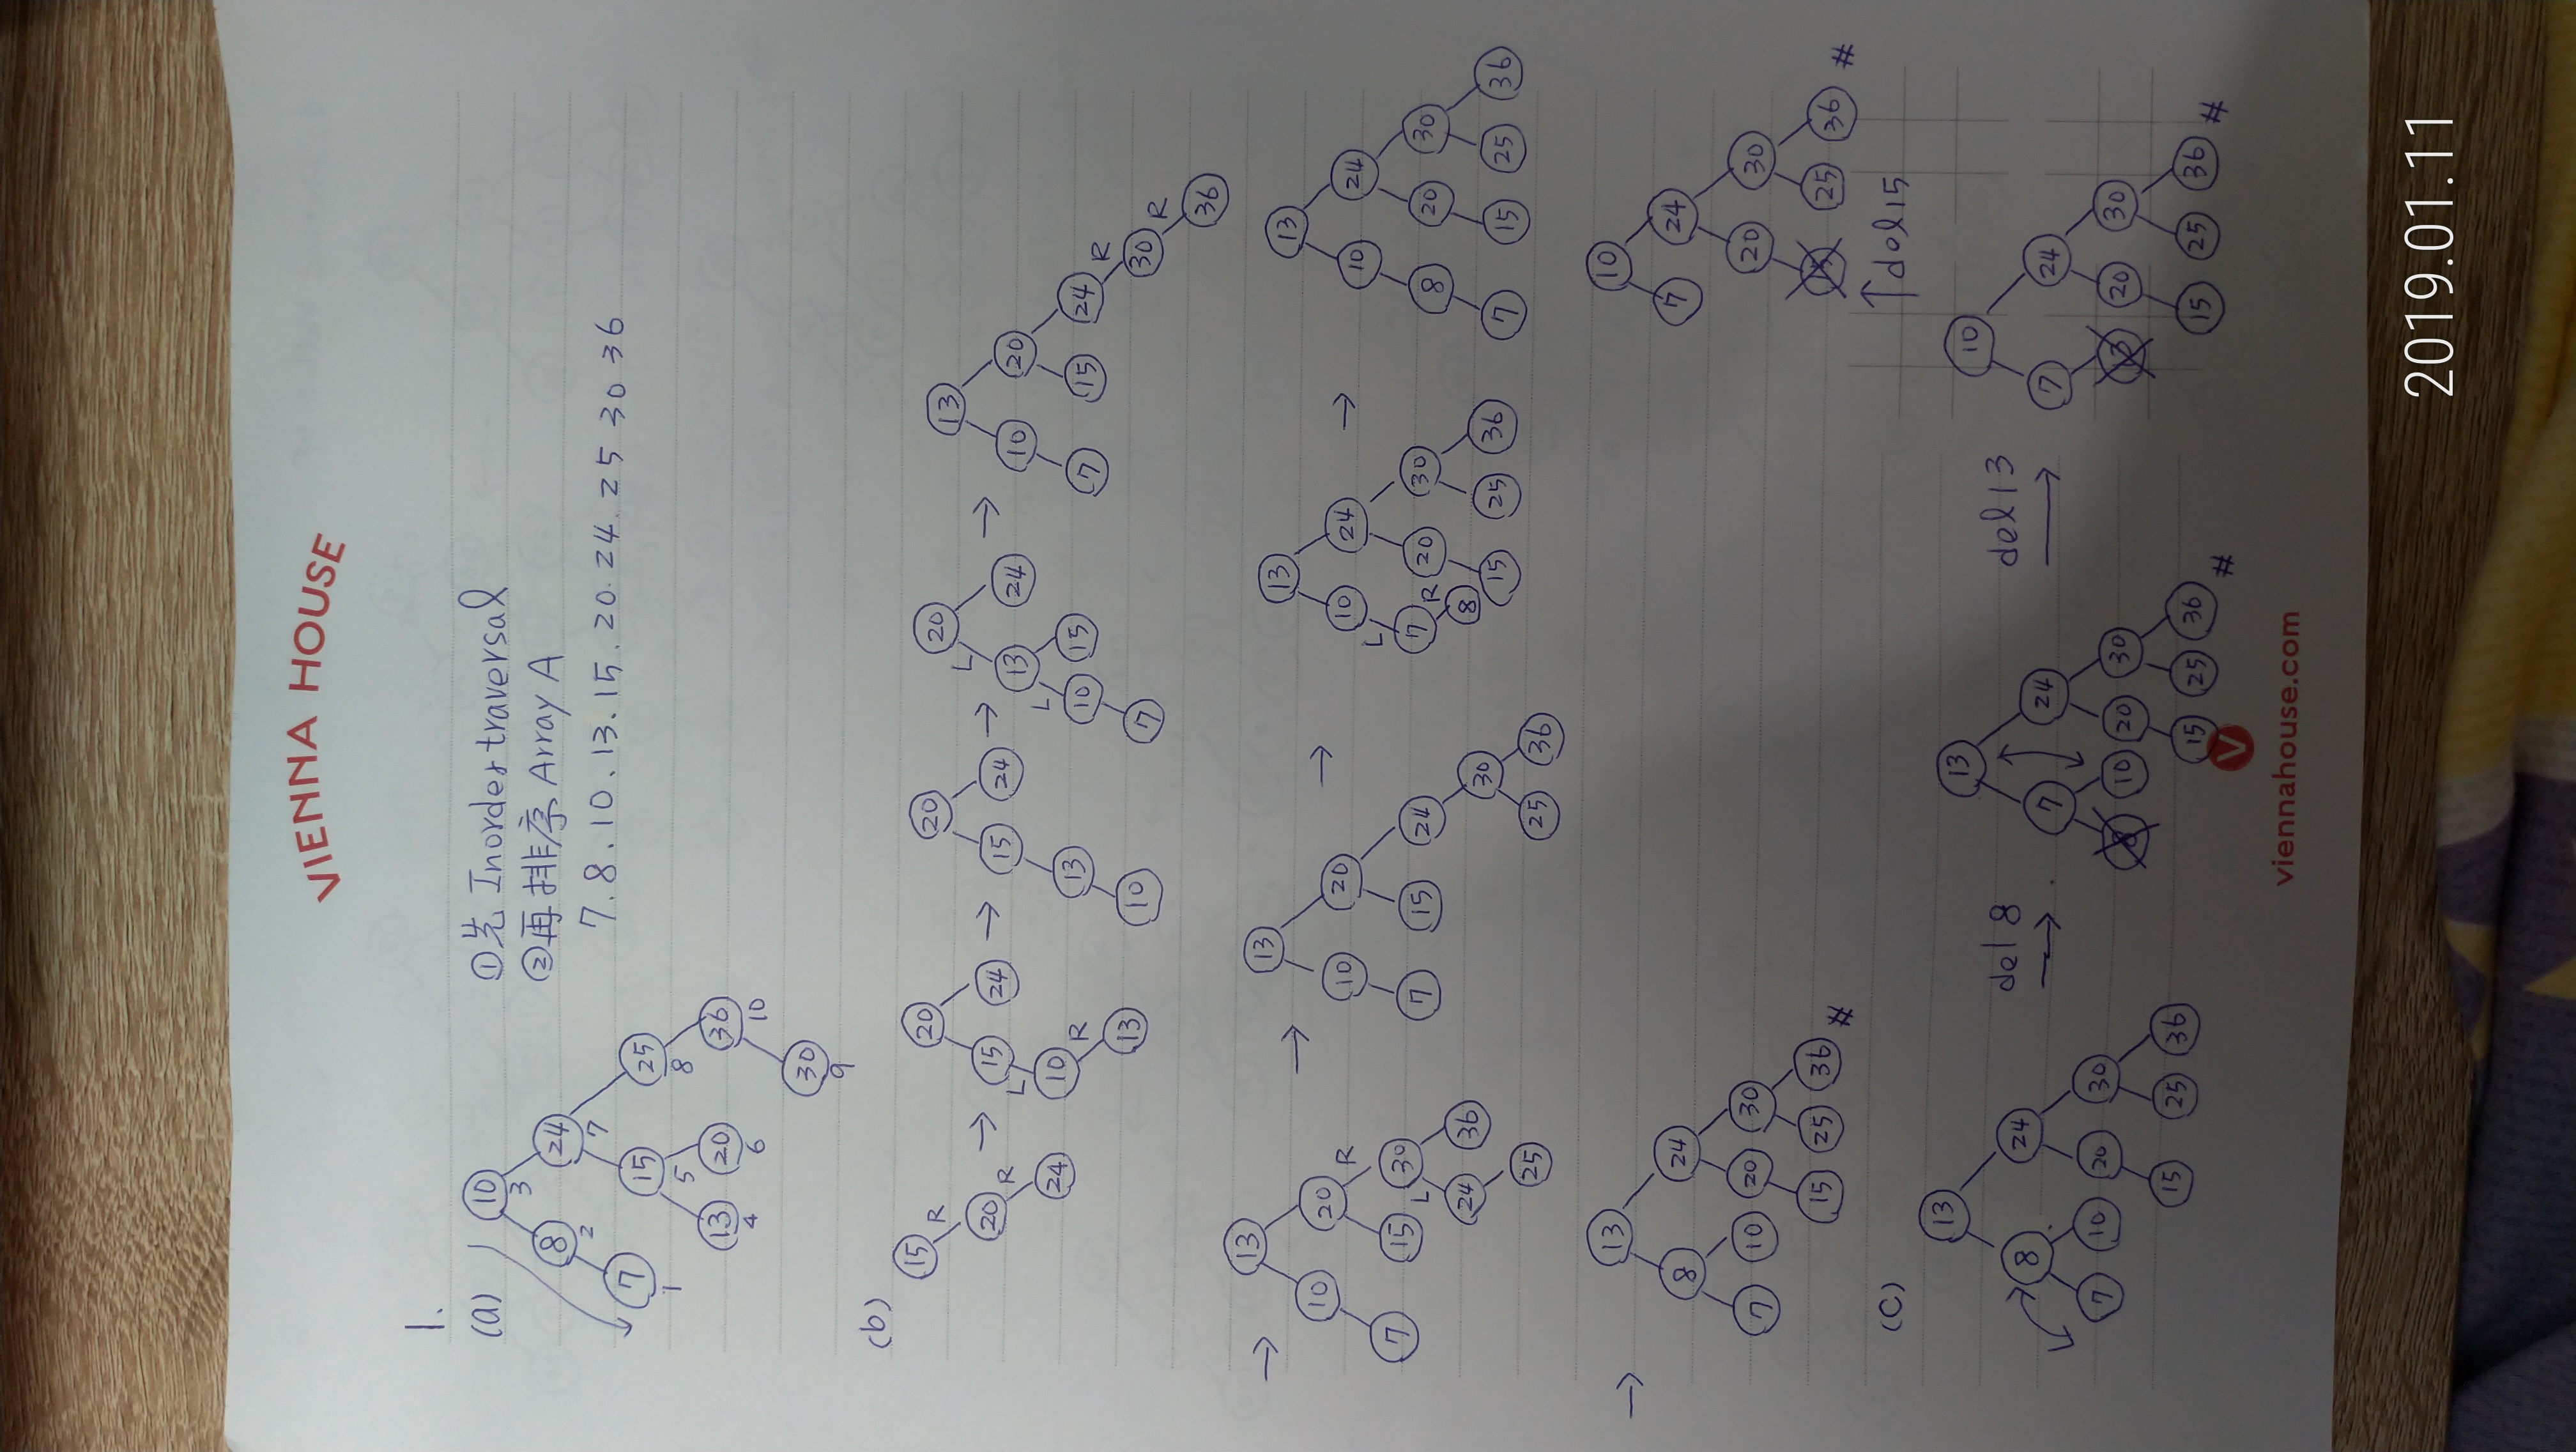 VIENNA HOUSE
1.
(a)
10
3
8
2
24
7
7
1
15
5
25
8
13
4
20
6
36
10
30
9
①先 Inorder traversal
②再排序 Array A
7. 8. 10. 13. 15. 20. 24. 25 30 36
(b)
15 R
20 R
24
→
20
15 24
L
10 R
13
→
20
15 24
13
10
→
20
L
13 24
L
10 15
7
→
13
10 20
7 15 24 R
30 R
36
→
13
10 20 R
7 15 L 30
24 36
25
→
13
10 20
7 15 24
30
25 36
→
13
10 24
L
7 R 20 30
8 15 25 36
→
13
10 24
8 20 30
7 15 25 36
→
13
8 24
7 10 20 30
15 25 36 #
10
7 24
20 30
15 25 36 #
↑del 15
(C)
13
8 24
7 10 20 30
15 25 36
del 8
→
13
7 24
8 10 20 30
15 25 36 #
del 13
→
10
7 24
13 20 30
15 25 36 #
V
viennahouse.com
2019.01.11